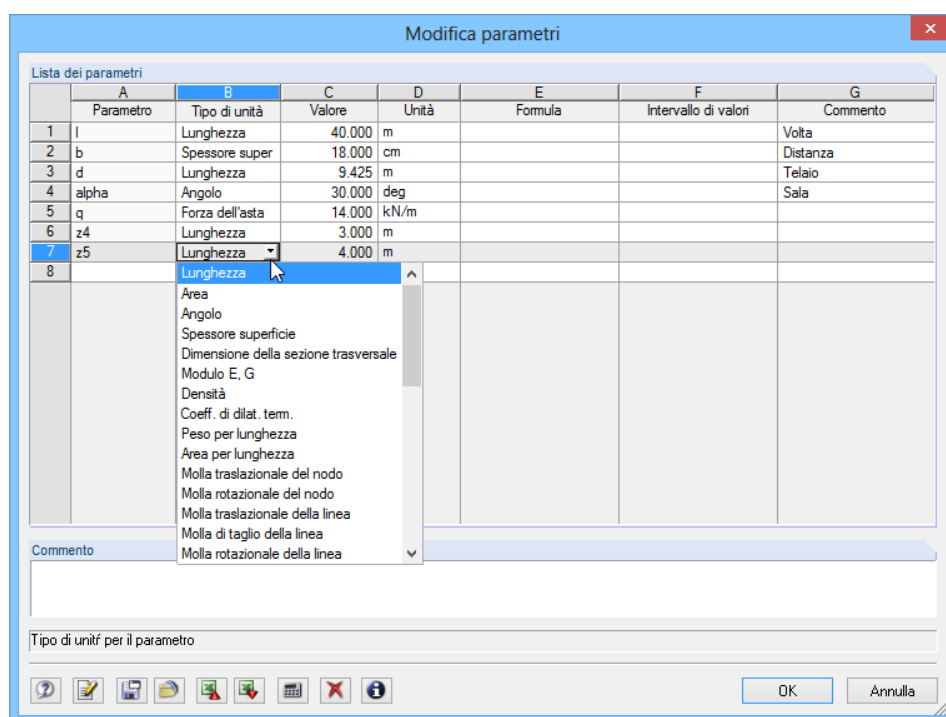 Modifica parametri
Lista dei parametri
A B C D E F G
Parametro Tipo di unità Valore Unità Formula Intervallo di valori Commento
1 l Lunghezza 40.000 m Volta
2 b Spessore super 18.000 cm Distanza
3 d Lunghezza 9.425 m Telaio
4 alpha Angolo 30.000 deg Sala
5 q Forza dell'asta 14.000 kN/m
6 z4 Lunghezza 3.000 m
7 z5 Lunghezza 4.000 m
8 Lunghezza
Area
Angolo
Spessore superficie
Dimensione della sezione trasversale
Modulo E, G
Densità
Coeff. di dilat. term.
Peso per lunghezza
Area per lunghezza
Molla traslazionale del nodo
Molla rotazionale del nodo
Molla traslazionale della linea
Molla di taglio della linea
Molla rotazionale della linea
Commento
Tipo di unitŕ per il parametro
OK Annulla